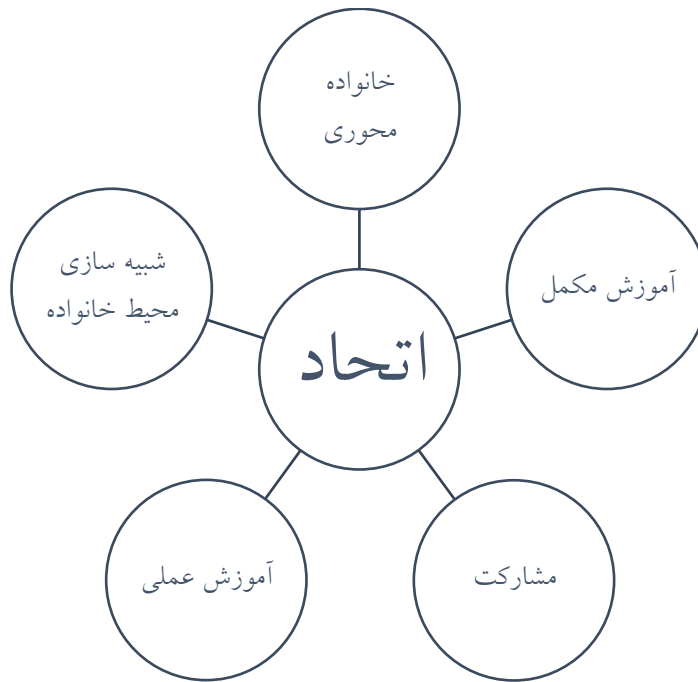 خانواده
محوری
آموزش مکمل
شبیه سازی
محیط خانواده
اتحاد
مشارکت
آموزش عملی